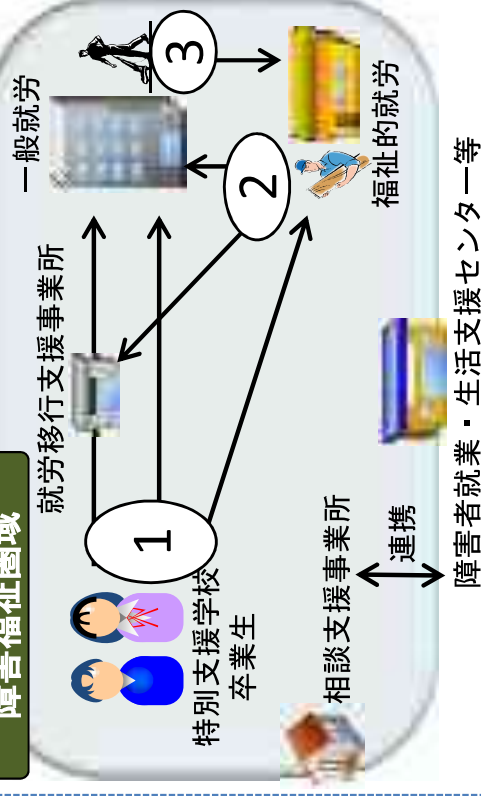 障害福祉圏域
就労移行支援事業所
一般就労
1
2
3
特別支援学校
卒業生
福祉的就労
相談支援事業所
連携
障害者就業・生活支援センター等